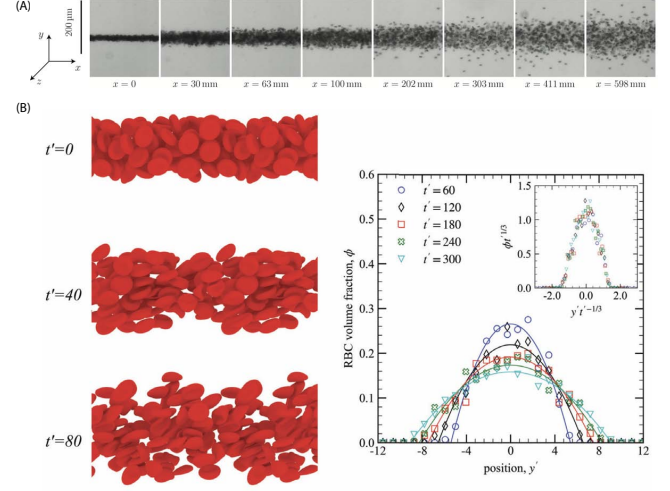 (A)
200 μm
y
x
z
x = 0
x = 30 mm
x = 63 mm
x = 100 mm
x = 202 mm
x = 303 mm
x = 411 mm
x = 598 mm
(B)
t'=0
t'=40
t'=80
0.6
0.5
0.4
0.3
0.2
0.1
0.0
RBC volume fraction, ϕ
t' = 60
t' = 120
t' = 180
t' = 240
t' = 300
1.5
1.0
0.5
0.0
ϕt'^1/3
-2.0 0.0 2.0
y't'^-1/3
-12 -8 -4 0 4 8 12
position, y'